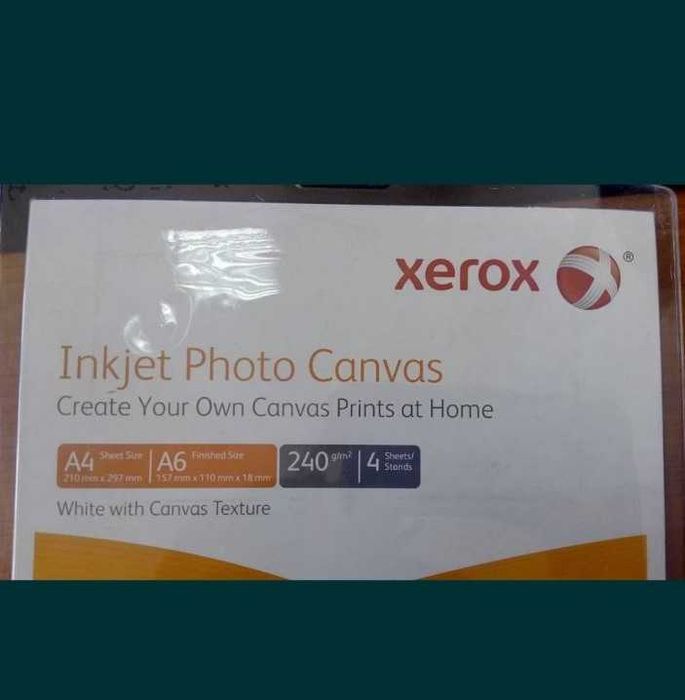 xerox ®
Inkjet Photo Canvas
Create Your Own Canvas Prints at Home
A4 Sheet Size
210 mm x 297 mm
A6 Finished Size
157 mm x 110 mm x 18 mm
240 g/m²
4 Sheets/
Stands
White with Canvas Texture